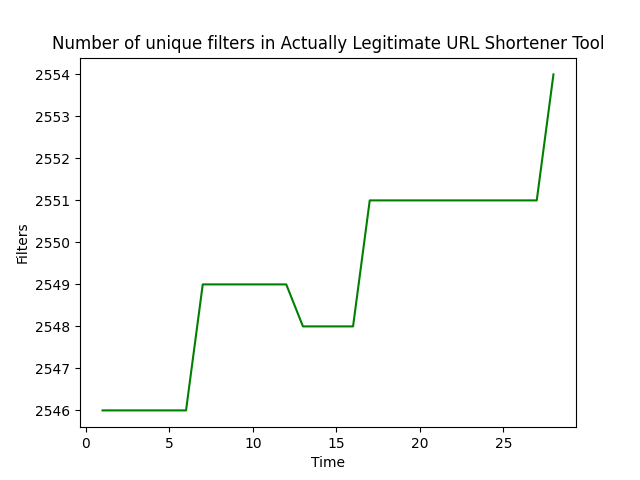 Number of unique filters in Actually Legitimate URL Shortener Tool
2554
2553
2552
2551
2550
2549
2548
2547
2546
Filters
0 5 10 15 20 25
Time